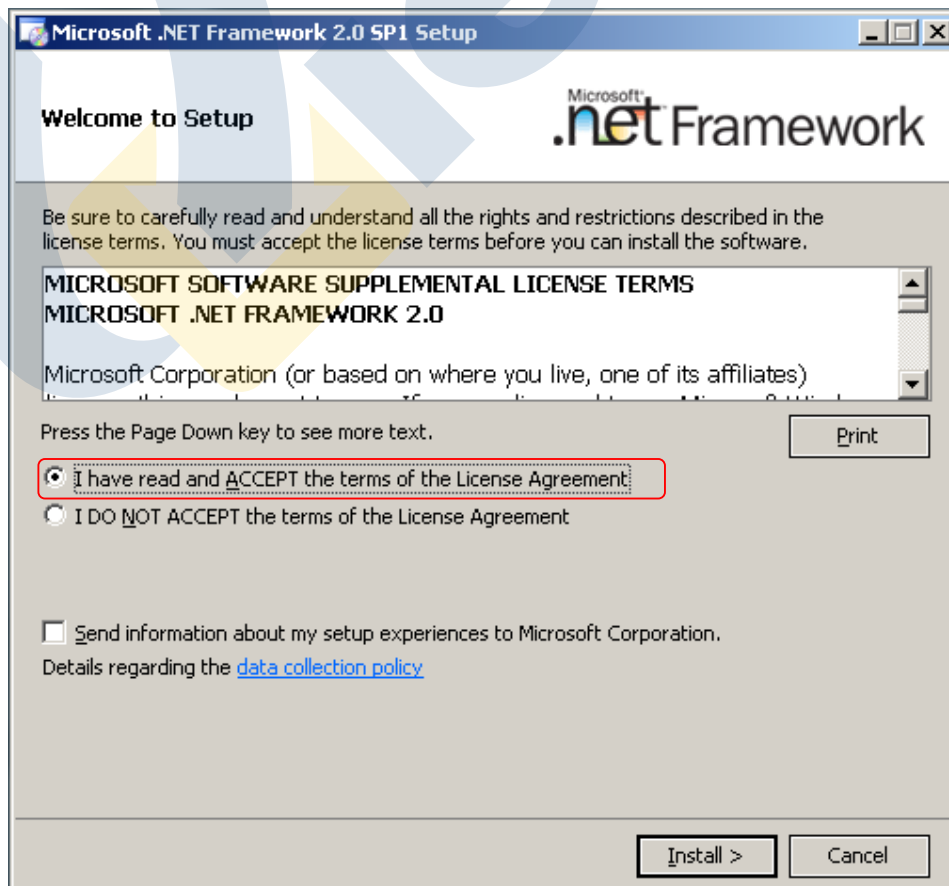 Microsoft .NET Framework 2.0 SP1 Setup
Welcome to Setup
Microsoft
.net Framework
Be sure to carefully read and understand all the rights and restrictions described in the
license terms. You must accept the license terms before you can install the software.
MICROSOFT SOFTWARE SUPPLEMENTAL LICENSE TERMS
MICROSOFT .NET FRAMEWORK 2.0
Microsoft Corporation (or based on where you live, one of its affiliates)
Press the Page Down key to see more text.
Print
I have read and ACCEPT the terms of the License Agreement
I DO NOT ACCEPT the terms of the License Agreement
Send information about my setup experiences to Microsoft Corporation.
Details regarding the data collection policy
Install >
Cancel